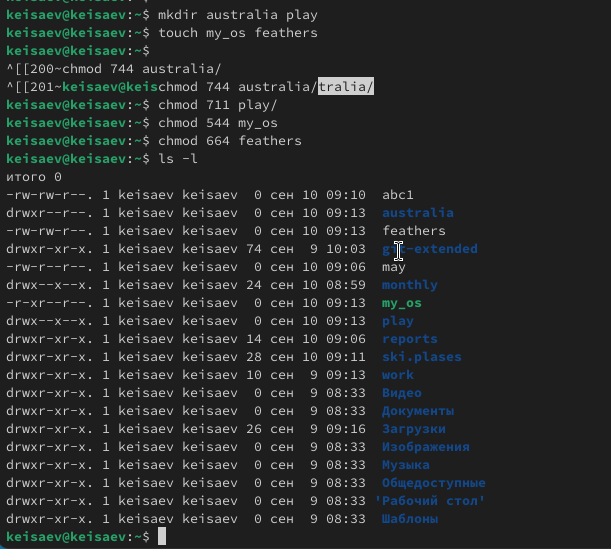 keisaev@keisaev:~$ mkdir australia play
keisaev@keisaev:~$ touch my_os feathers
keisaev@keisaev:~$
^[[200~chmod 744 australia/
^[[201~keisaev@keischmod 744 australia/tralia/
keisaev@keisaev:~$ chmod 711 play/
keisaev@keisaev:~$ chmod 544 my_os
keisaev@keisaev:~$ chmod 664 feathers
keisaev@keisaev:~$ ls -l
итого 0
-rw-rw-r--. 1 keisaev keisaev  0 сен 10 09:10  abc1
drwxr--r--. 1 keisaev keisaev  0 сен 10 09:13  australia
-rw-rw-r--. 1 keisaev keisaev  0 сен 10 09:13  feathers
drwxr-xr-x. 1 keisaev keisaev 74 сен  9 10:03  git-extended
-rw-r--r--. 1 keisaev keisaev  0 сен 10 09:06  may
drwx--x--x. 1 keisaev keisaev 24 сен 10 08:59  monthly
-r-xr--r--. 1 keisaev keisaev  0 сен 10 09:13  my_os
drwx--x--x. 1 keisaev keisaev  0 сен 10 09:13  play
drwxr-xr-x. 1 keisaev keisaev 14 сен 10 09:06  reports
drwxr-xr-x. 1 keisaev keisaev 28 сен 10 09:11  ski.plases
drwxr-xr-x. 1 keisaev keisaev 10 сен  9 09:13  work
drwxr-xr-x. 1 keisaev keisaev  0 сен  9 08:33  Видео
drwxr-xr-x. 1 keisaev keisaev  0 сен  9 08:33  Документы
drwxr-xr-x. 1 keisaev keisaev 26 сен  9 09:16  Загрузки
drwxr-xr-x. 1 keisaev keisaev  0 сен  9 08:33  Изображения
drwxr-xr-x. 1 keisaev keisaev  0 сен  9 08:33  Музыка
drwxr-xr-x. 1 keisaev keisaev  0 сен  9 08:33  Общедоступные
drwxr-xr-x. 1 keisaev keisaev  0 сен  9 08:33 'Рабочий стол'
drwxr-xr-x. 1 keisaev keisaev  0 сен  9 08:33  Шаблоны
keisaev@keisaev:~$